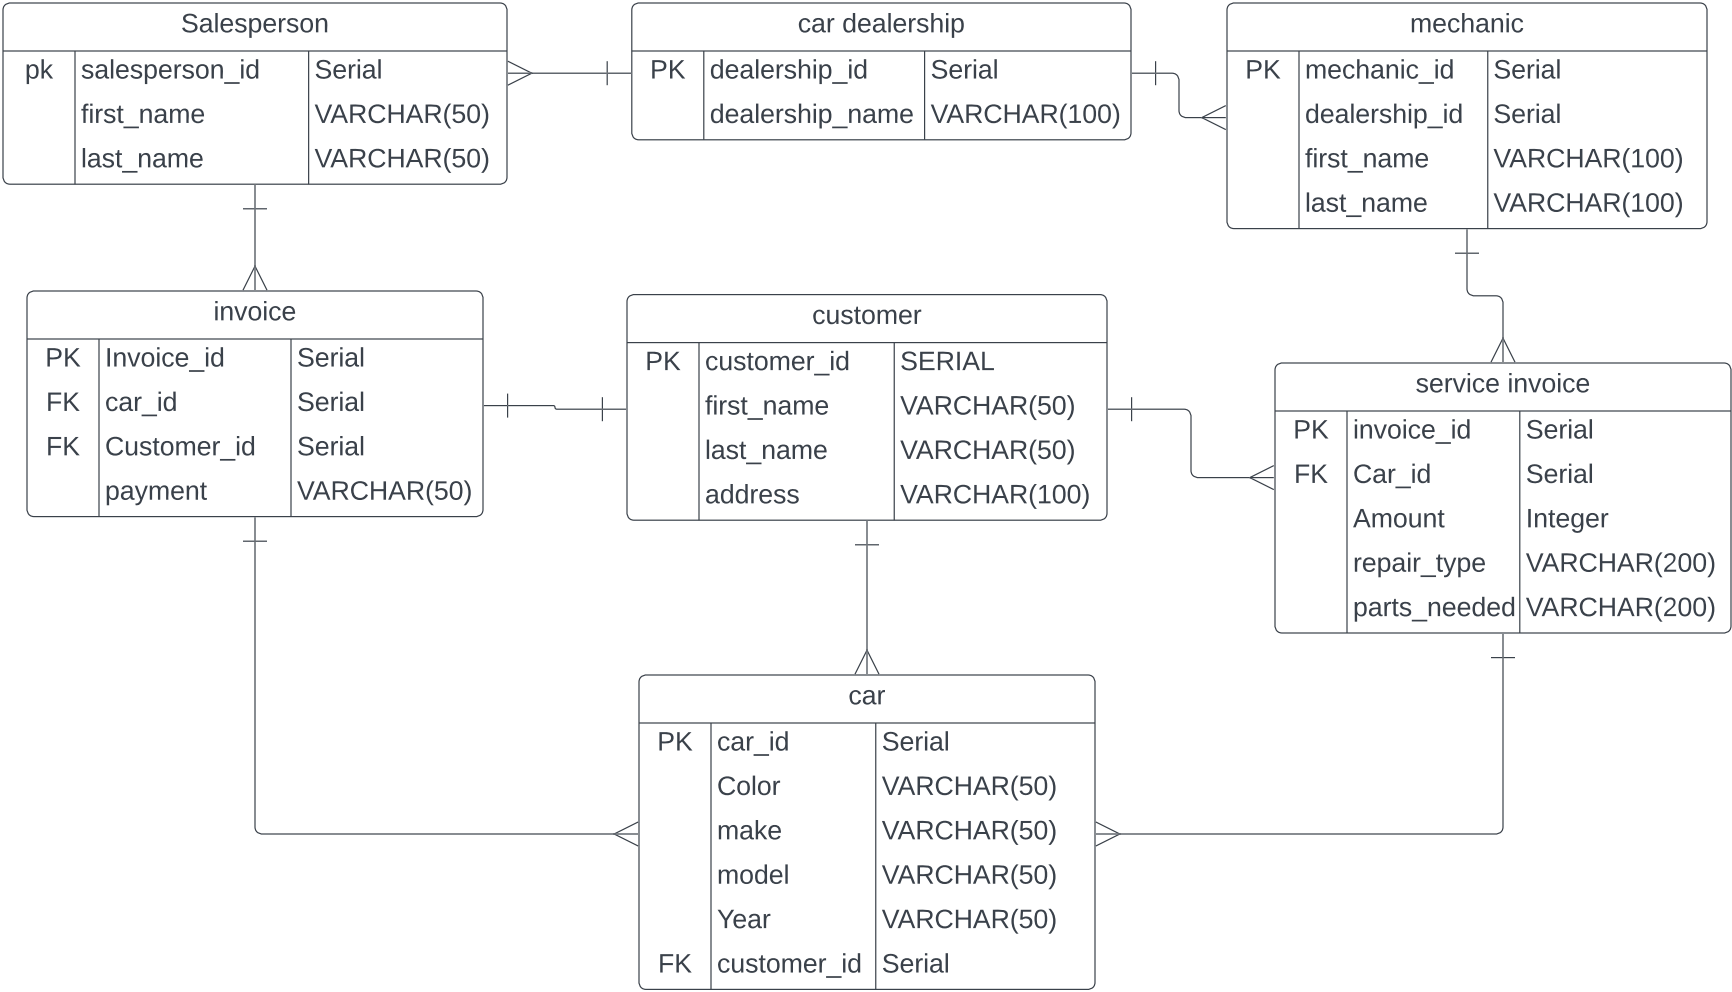 Salesperson
pk salesperson_id Serial
first_name VARCHAR(50)
last_name VARCHAR(50)
car dealership
PK dealership_id Serial
dealership_name VARCHAR(100)
mechanic
PK mechanic_id Serial
dealership_id Serial
first_name VARCHAR(100)
last_name VARCHAR(100)
invoice
PK Invoice_id Serial
FK car_id Serial
FK Customer_id Serial
payment VARCHAR(50)
customer
PK customer_id SERIAL
first_name VARCHAR(50)
last_name VARCHAR(50)
address VARCHAR(100)
service invoice
PK invoice_id Serial
FK Car_id Serial
Amount Integer
repair_type VARCHAR(200)
parts_needed VARCHAR(200)
car
PK car_id Serial
Color VARCHAR(50)
make VARCHAR(50)
model VARCHAR(50)
Year VARCHAR(50)
FK customer_id Serial